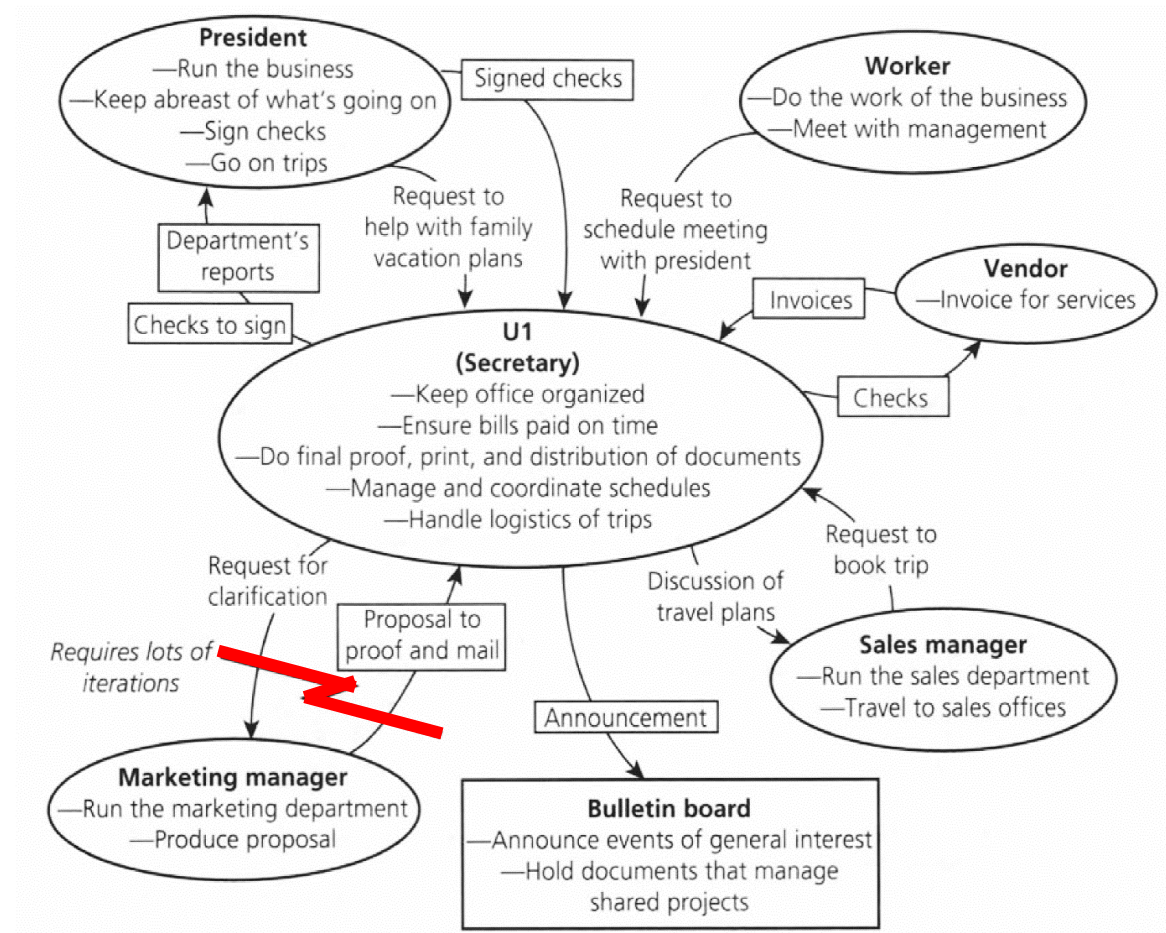 President
—Run the business
—Keep abreast of what's going on
—Sign checks
—Go on trips
Signed checks
Worker
—Do the work of the business
—Meet with management
Request to
help with family
vacation plans
Request to
schedule meeting
with president
Department's
reports
Checks to sign
Vendor
—Invoice for services
Invoices
Checks
U1
(Secretary)
—Keep office organized
—Ensure bills paid on time
—Do final proof, print, and distribution of documents
—Manage and coordinate schedules
—Handle logistics of trips
Request for
clarification
Proposal to
proof and mail
Requires lots of
iterations
Discussion of
travel plans
Request to
book trip
Sales manager
—Run the sales department
—Travel to sales offices
Announcement
Marketing manager
—Run the marketing department
—Produce proposal
Bulletin board
—Announce events of general interest
—Hold documents that manage
shared projects